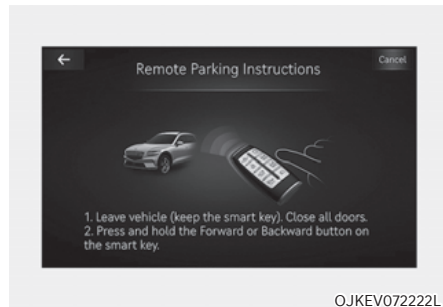 Remote Parking Instructions
Cancel
1. Leave vehicle (keep the smart key). Close all doors.
2. Press and hold the Forward or Backward button on
the smart key.
OJKEV072222L